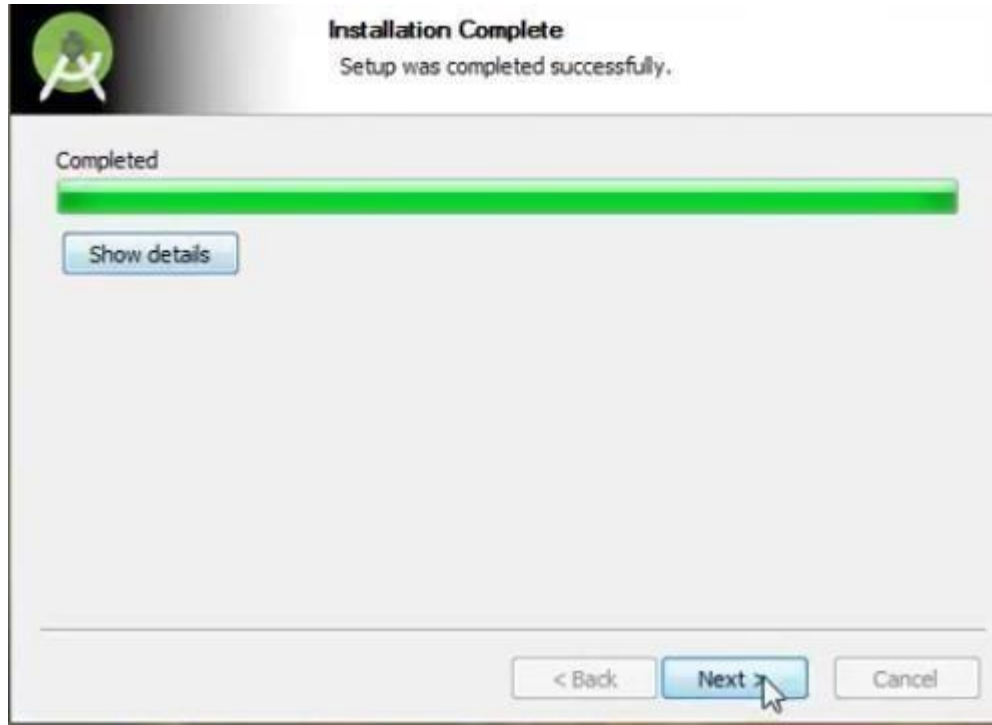 Installation Complete
Setup was completed successfully.
Completed
Show details
< Back Next > Cancel